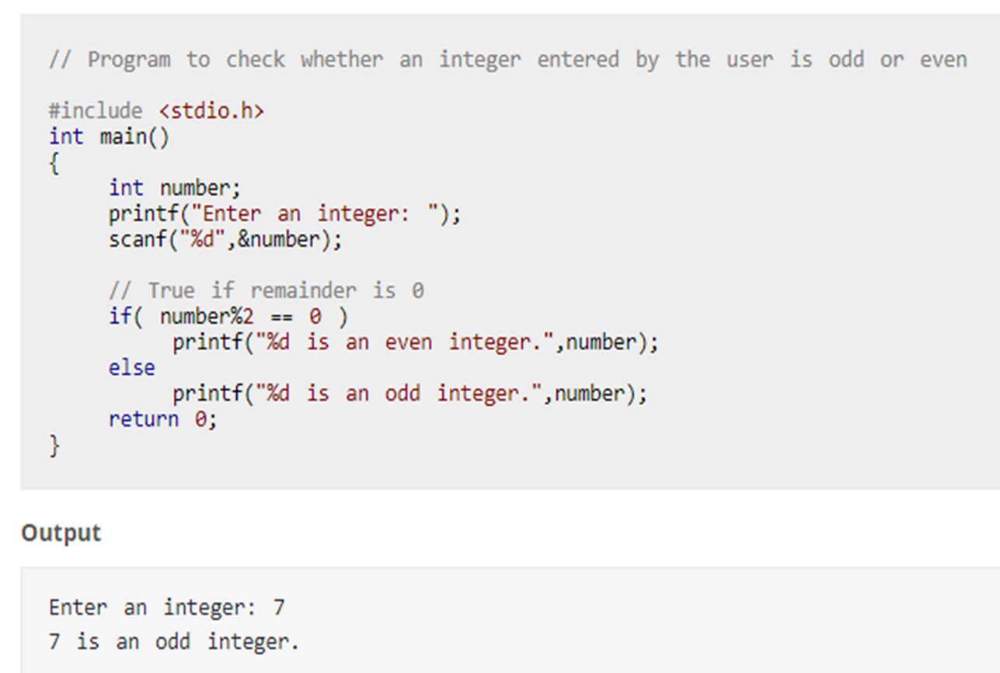 // Program to check whether an integer entered by the user is odd or even
#include <stdio.h>
int main()
{
int number;
printf("Enter an integer: ");
scanf("%d",&number);
// True if remainder is 0
if( number%2 == 0 )
printf("%d is an even integer.",number);
else
printf("%d is an odd integer.",number);
return 0;
}
Output
Enter an integer: 7
7 is an odd integer.